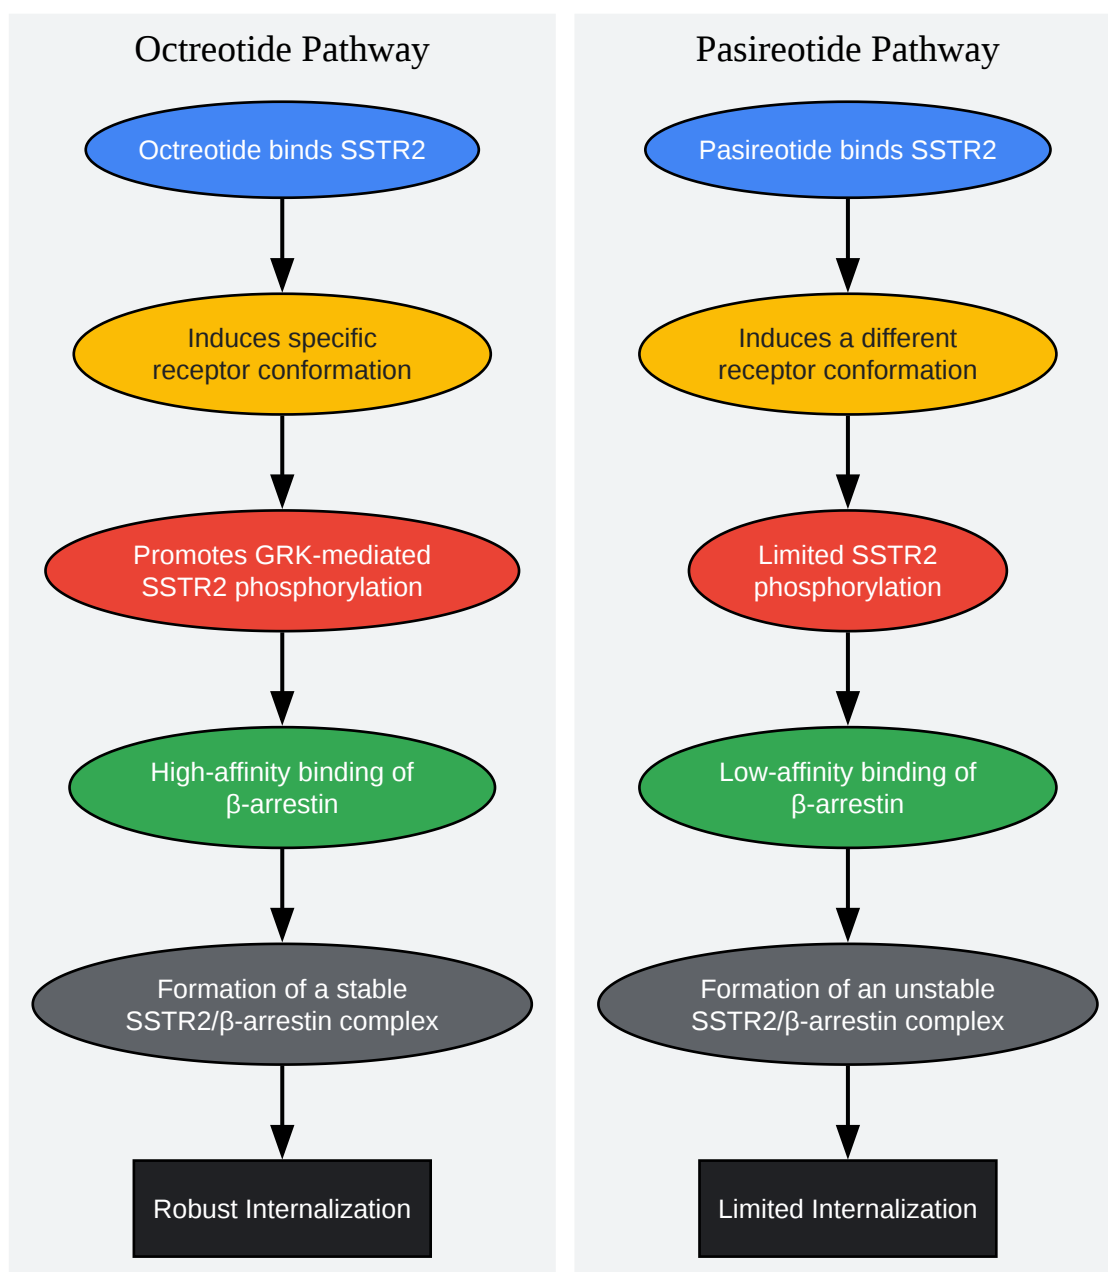 Octreotide Pathway
Octreotide binds SSTR2
Induces specific
receptor conformation
Promotes GRK-mediated
SSTR2 phosphorylation
High-affinity binding of
β-arrestin
Formation of a stable
SSTR2/β-arrestin complex
Robust Internalization
Pasireotide Pathway
Pasireotide binds SSTR2
Induces a different
receptor conformation
Limited SSTR2
phosphorylation
Low-affinity binding of
β-arrestin
Formation of an unstable
SSTR2/β-arrestin complex
Limited Internalization